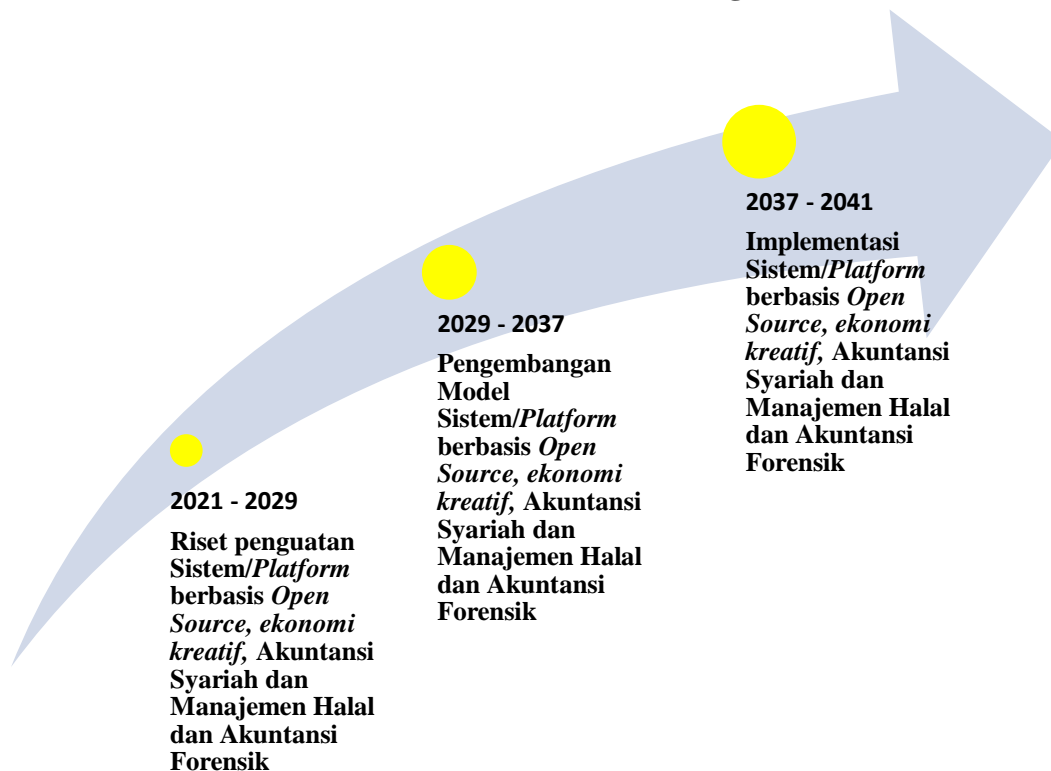 2021 - 2029
Riset penguatan
Sistem/Platform
berbasis Open
Source, ekonomi
kreatif, Akuntansi
Syariah dan
Manajemen Halal
dan Akuntansi
Forensik
2029 - 2037
Pengembangan
Model
Sistem/Platform
berbasis Open
Source, ekonomi
kreatif, Akuntansi
Syariah dan
Manajemen Halal
dan Akuntansi
Forensik
2037 - 2041
Implementasi
Sistem/Platform
berbasis Open
Source, ekonomi
kreatif, Akuntansi
Syariah dan
Manajemen Halal
dan Akuntansi
Forensik